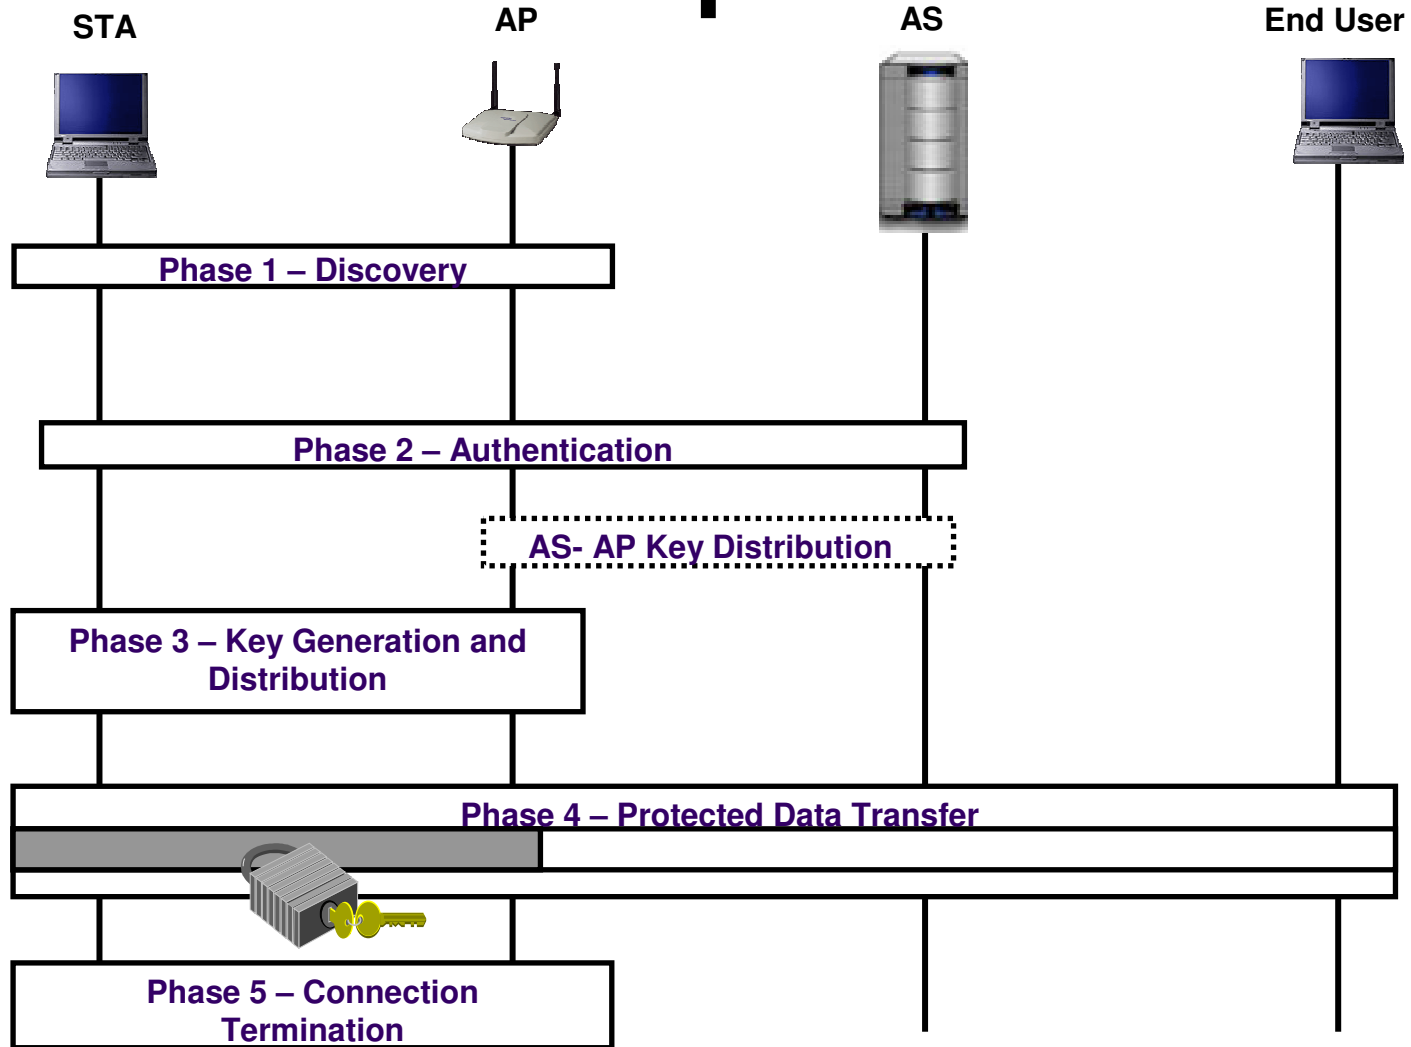 STA
AP
AS
End User
Phase 1 – Discovery
Phase 2 – Authentication
AS- AP Key Distribution
Phase 3 – Key Generation and
Distribution
Phase 4 – Protected Data Transfer
Phase 5 – Connection
Termination